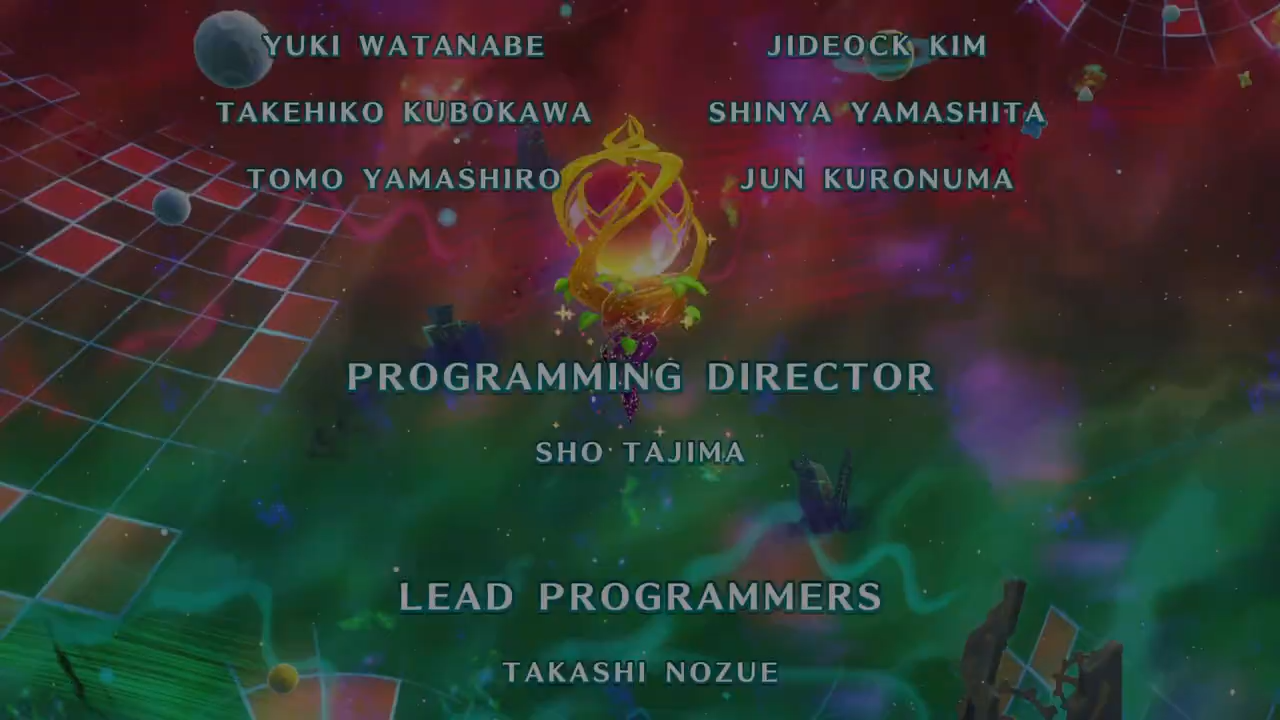 YUKI WATANABE JIDEOCK KIM
TAKEHIKO KUBOKAWA SHINYA YAMASHITA
TOMO YAMASHIRO JUN KURONUMA
PROGRAMMING DIRECTOR
SHO TAJIMA
LEAD PROGRAMMERS
TAKASHI NOZUE